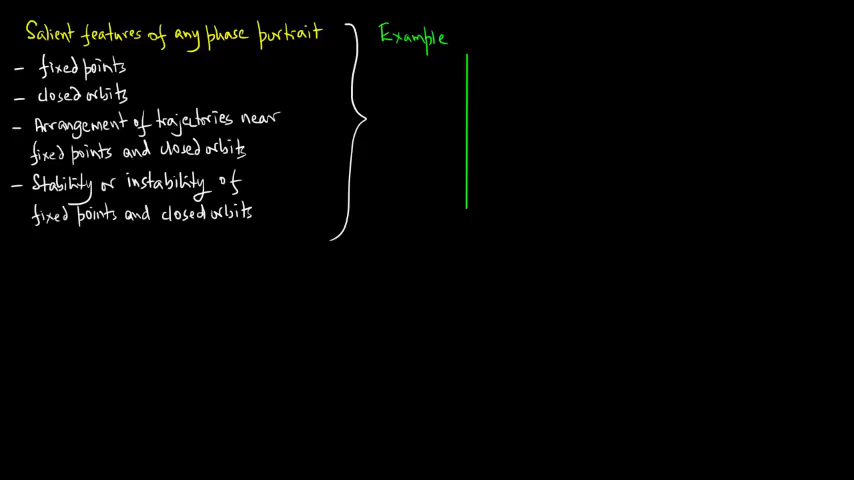 Salient features of any phase portrait
- fixed points
- closed orbits
- Arrangement of trajectories near
fixed points and closed orbits
- Stability or instability of
fixed points and closed orbits
Example